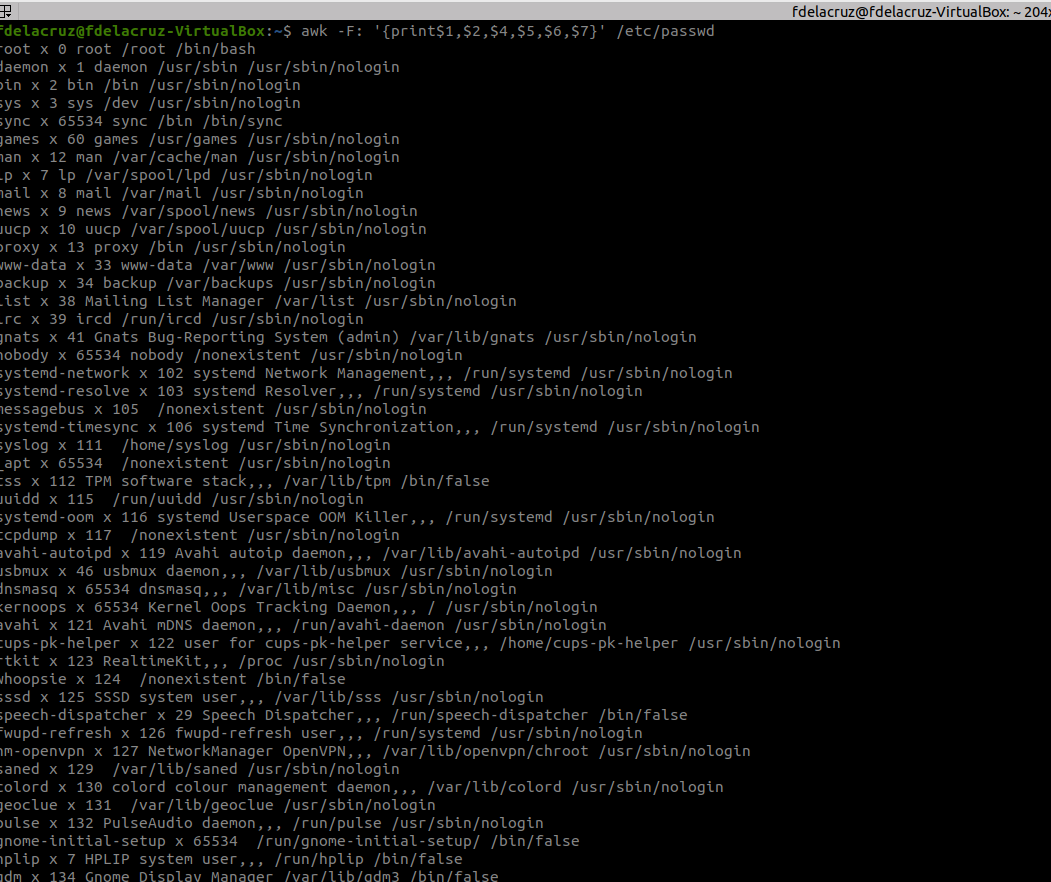 fdelacruz@fdelacruz-VirtualBox: ~ 204x
fdelacruz@fdelacruz-VirtualBox:~$ awk -F: '{print$1,$2,$4,$5,$6,$7}' /etc/passwd
root x 0 root /root /bin/bash
daemon x 1 daemon /usr/sbin /usr/sbin/nologin
bin x 2 bin /bin /usr/sbin/nologin
sys x 3 sys /dev /usr/sbin/nologin
sync x 65534 sync /bin /bin/sync
games x 60 games /usr/games /usr/sbin/nologin
man x 12 man /var/cache/man /usr/sbin/nologin
lp x 7 lp /var/spool/lpd /usr/sbin/nologin
mail x 8 mail /var/mail /usr/sbin/nologin
news x 9 news /var/spool/news /usr/sbin/nologin
uucp x 10 uucp /var/spool/uucp /usr/sbin/nologin
proxy x 13 proxy /bin /usr/sbin/nologin
www-data x 33 www-data /var/www /usr/sbin/nologin
backup x 34 backup /var/backups /usr/sbin/nologin
list x 38 Mailing List Manager /var/list /usr/sbin/nologin
irc x 39 ircd /run/ircd /usr/sbin/nologin
gnats x 41 Gnats Bug-Reporting System (admin) /var/lib/gnats /usr/sbin/nologin
nobody x 65534 nobody /nonexistent /usr/sbin/nologin
systemd-network x 102 systemd Network Management,,, /run/systemd /usr/sbin/nologin
systemd-resolve x 103 systemd Resolver,,, /run/systemd /usr/sbin/nologin
messagebus x 105  /nonexistent /usr/sbin/nologin
systemd-timesync x 106 systemd Time Synchronization,,, /run/systemd /usr/sbin/nologin
syslog x 111  /home/syslog /usr/sbin/nologin
_apt x 65534  /nonexistent /usr/sbin/nologin
tss x 112 TPM software stack,,, /var/lib/tpm /bin/false
uuidd x 115  /run/uuidd /usr/sbin/nologin
systemd-oom x 116 systemd Userspace OOM Killer,,, /run/systemd /usr/sbin/nologin
tcpdump x 117  /nonexistent /usr/sbin/nologin
avahi-autoipd x 119 Avahi autoip daemon,,, /var/lib/avahi-autoipd /usr/sbin/nologin
usbmux x 46 usbmux daemon,,, /var/lib/usbmux /usr/sbin/nologin
dnsmasq x 65534 dnsmasq,,, /var/lib/misc /usr/sbin/nologin
kernoops x 65534 Kernel Oops Tracking Daemon,,, / /usr/sbin/nologin
avahi x 121 Avahi mDNS daemon,,, /run/avahi-daemon /usr/sbin/nologin
cups-pk-helper x 122 user for cups-pk-helper service,,, /home/cups-pk-helper /usr/sbin/nologin
rtkit x 123 RealtimeKit,,, /proc /usr/sbin/nologin
whoopsie x 124  /nonexistent /bin/false
sssd x 125 SSSD system user,,, /var/lib/sss /usr/sbin/nologin
speech-dispatcher x 29 Speech Dispatcher,,, /run/speech-dispatcher /bin/false
fwupd-refresh x 126 fwupd-refresh user,,, /run/systemd /usr/sbin/nologin
nm-openvpn x 127 NetworkManager OpenVPN,,, /var/lib/openvpn/chroot /usr/sbin/nologin
saned x 129  /var/lib/saned /usr/sbin/nologin
colord x 130 colord colour management daemon,,, /var/lib/colord /usr/sbin/nologin
geoclue x 131  /var/lib/geoclue /usr/sbin/nologin
pulse x 132 PulseAudio daemon,,, /run/pulse /usr/sbin/nologin
gnome-initial-setup x 65534  /run/gnome-initial-setup/ /bin/false
hplip x 7 HPLIP system user,,, /run/hplip /bin/false
gdm x 134 Gnome Display Manager /var/lib/gdm3 /bin/false